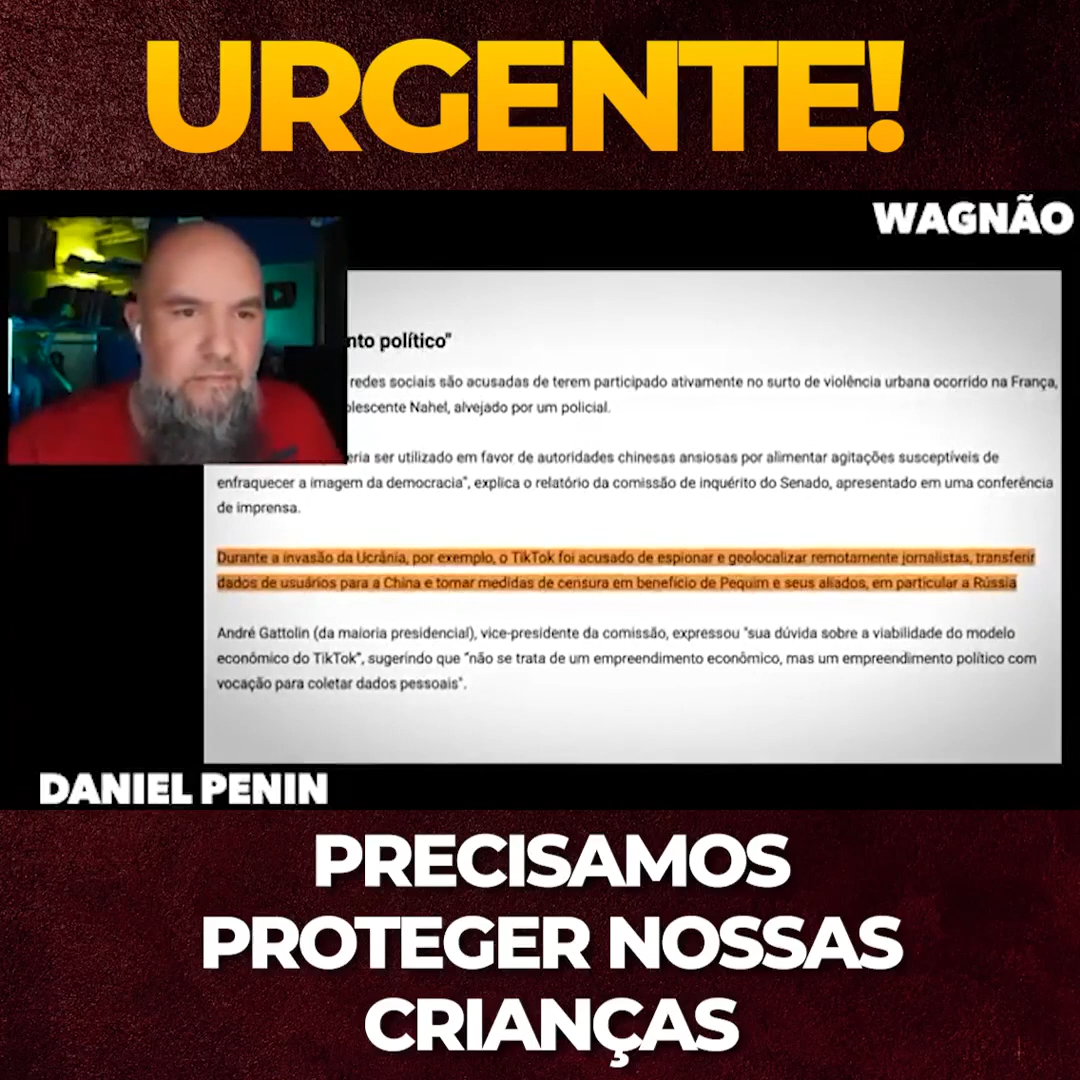 URGENTE!
WAGNÃO
nto político"
redes sociais são acusadas de terem participado ativamente no surto de violência urbana ocorrido na França,
olescente Nahel, alvejado por um policial.
eria ser utilizado em favor de autoridades chinesas ansiosas por alimentar agitações susceptíveis de
enfraquecer a imagem da democracia", explica o relatório da comissão de inquérito do Senado, apresentado em uma conferência
de imprensa.
Durante a invasão da Ucrânia, por exemplo, o TikTok foi acusado de espionar e geolocalizar remotamente jornalistas, transferir
dados de usuários para a China e tomar medidas de censura em benefício de Pequim e seus aliados, em particular a Rússia
André Gattolin (da maioria presidencial), vice-presidente da comissão, expressou "sua dúvida sobre a viabilidade do modelo
econômico do TikTok", sugerindo que "não se trata de um empreendimento econômico, mas um empreendimento político com
vocação para coletar dados pessoais".
DANIEL PENIN
PRECISAMOS
PROTEGER NOSSAS
CRIANÇAS